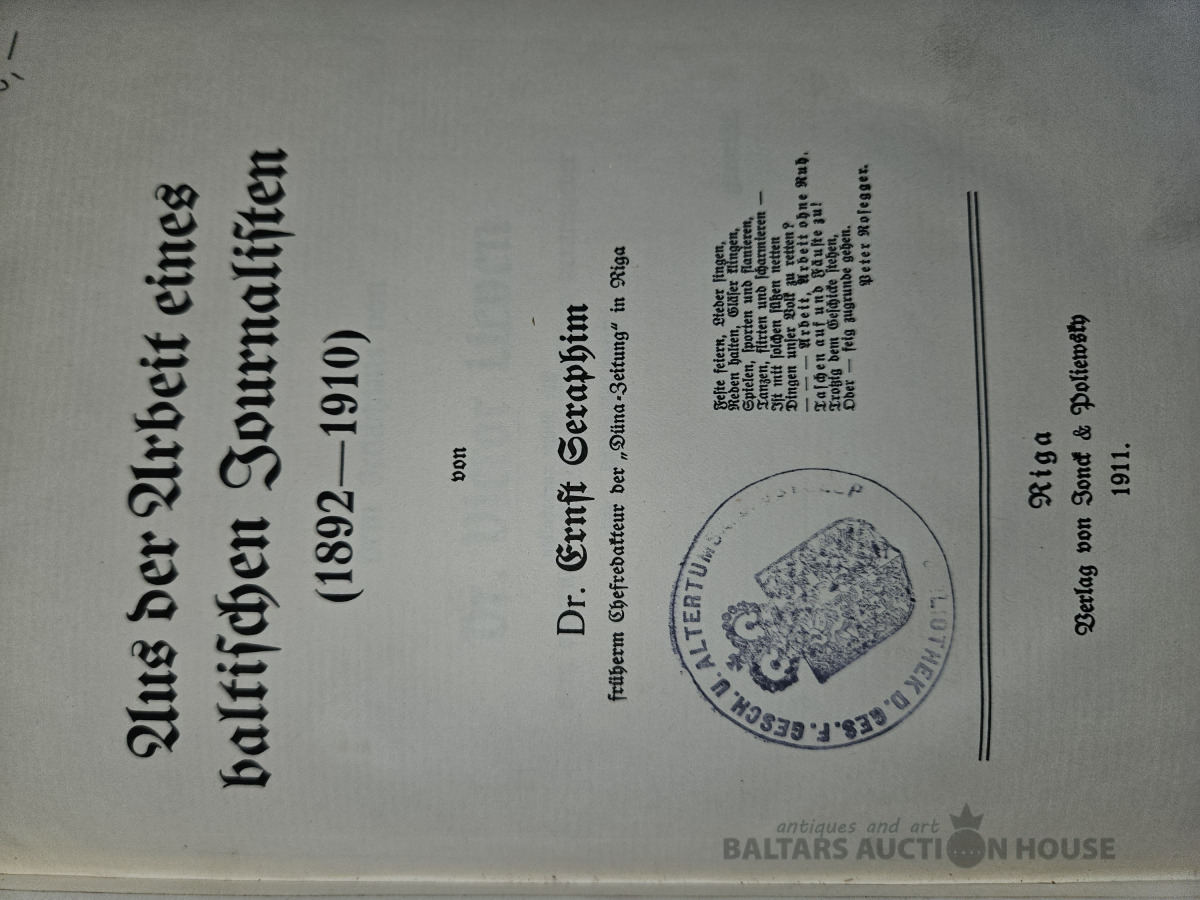 Aus der Arbeit eines
baltischen Journalisten
(1892—1910)
von
Dr. Ernst Seraphim
früherm Chefredakteur der „Düna-Zeitung“ in Riga
Feste feiern, Lieder singen,
Reden halten, Gläser klingen,
Spielen, sporten und flanieren,
Tanzen, flirten und scharmieren —
Ist mit solchen süßen netten
Dingen unser Volk zu retten?
— — — Arbeit, Arbeit ohne Ruh.
Taschen auf und Fäuste zu!
Trotzig dem Geschicke stehen,
Oder — feig zugrunde gehen.
Peter Rosegger.
LIOTHEK D. GES. F. GESCH. U. ALTERTUMS
Riga
Verlag von Jonck & Poliewsky
1911.
antiques and art
BALTARS AUCTION HOUSE